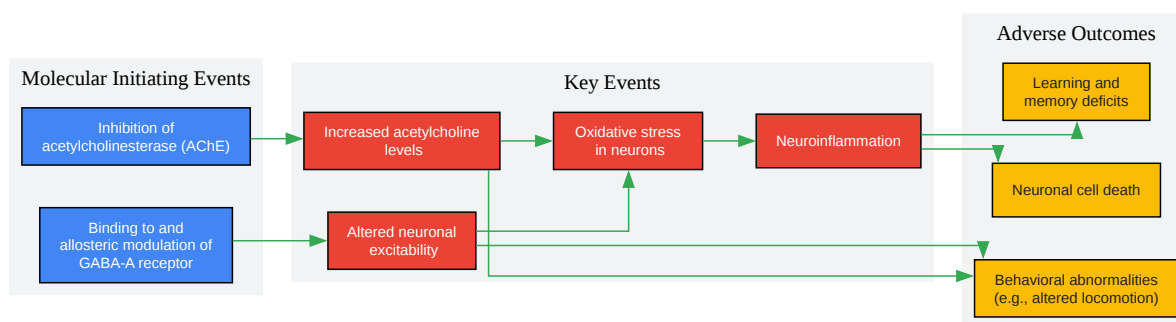 Molecular Initiating Events
Inhibition of
acetylcholinesterase (AChE)
Binding to and
allosteric modulation of
GABA-A receptor
Key Events
Increased acetylcholine
levels
Oxidative stress
in neurons
Neuroinflammation
Altered neuronal
excitability
Adverse Outcomes
Learning and
memory deficits
Neuronal cell death
Behavioral abnormalities
(e.g., altered locomotion)